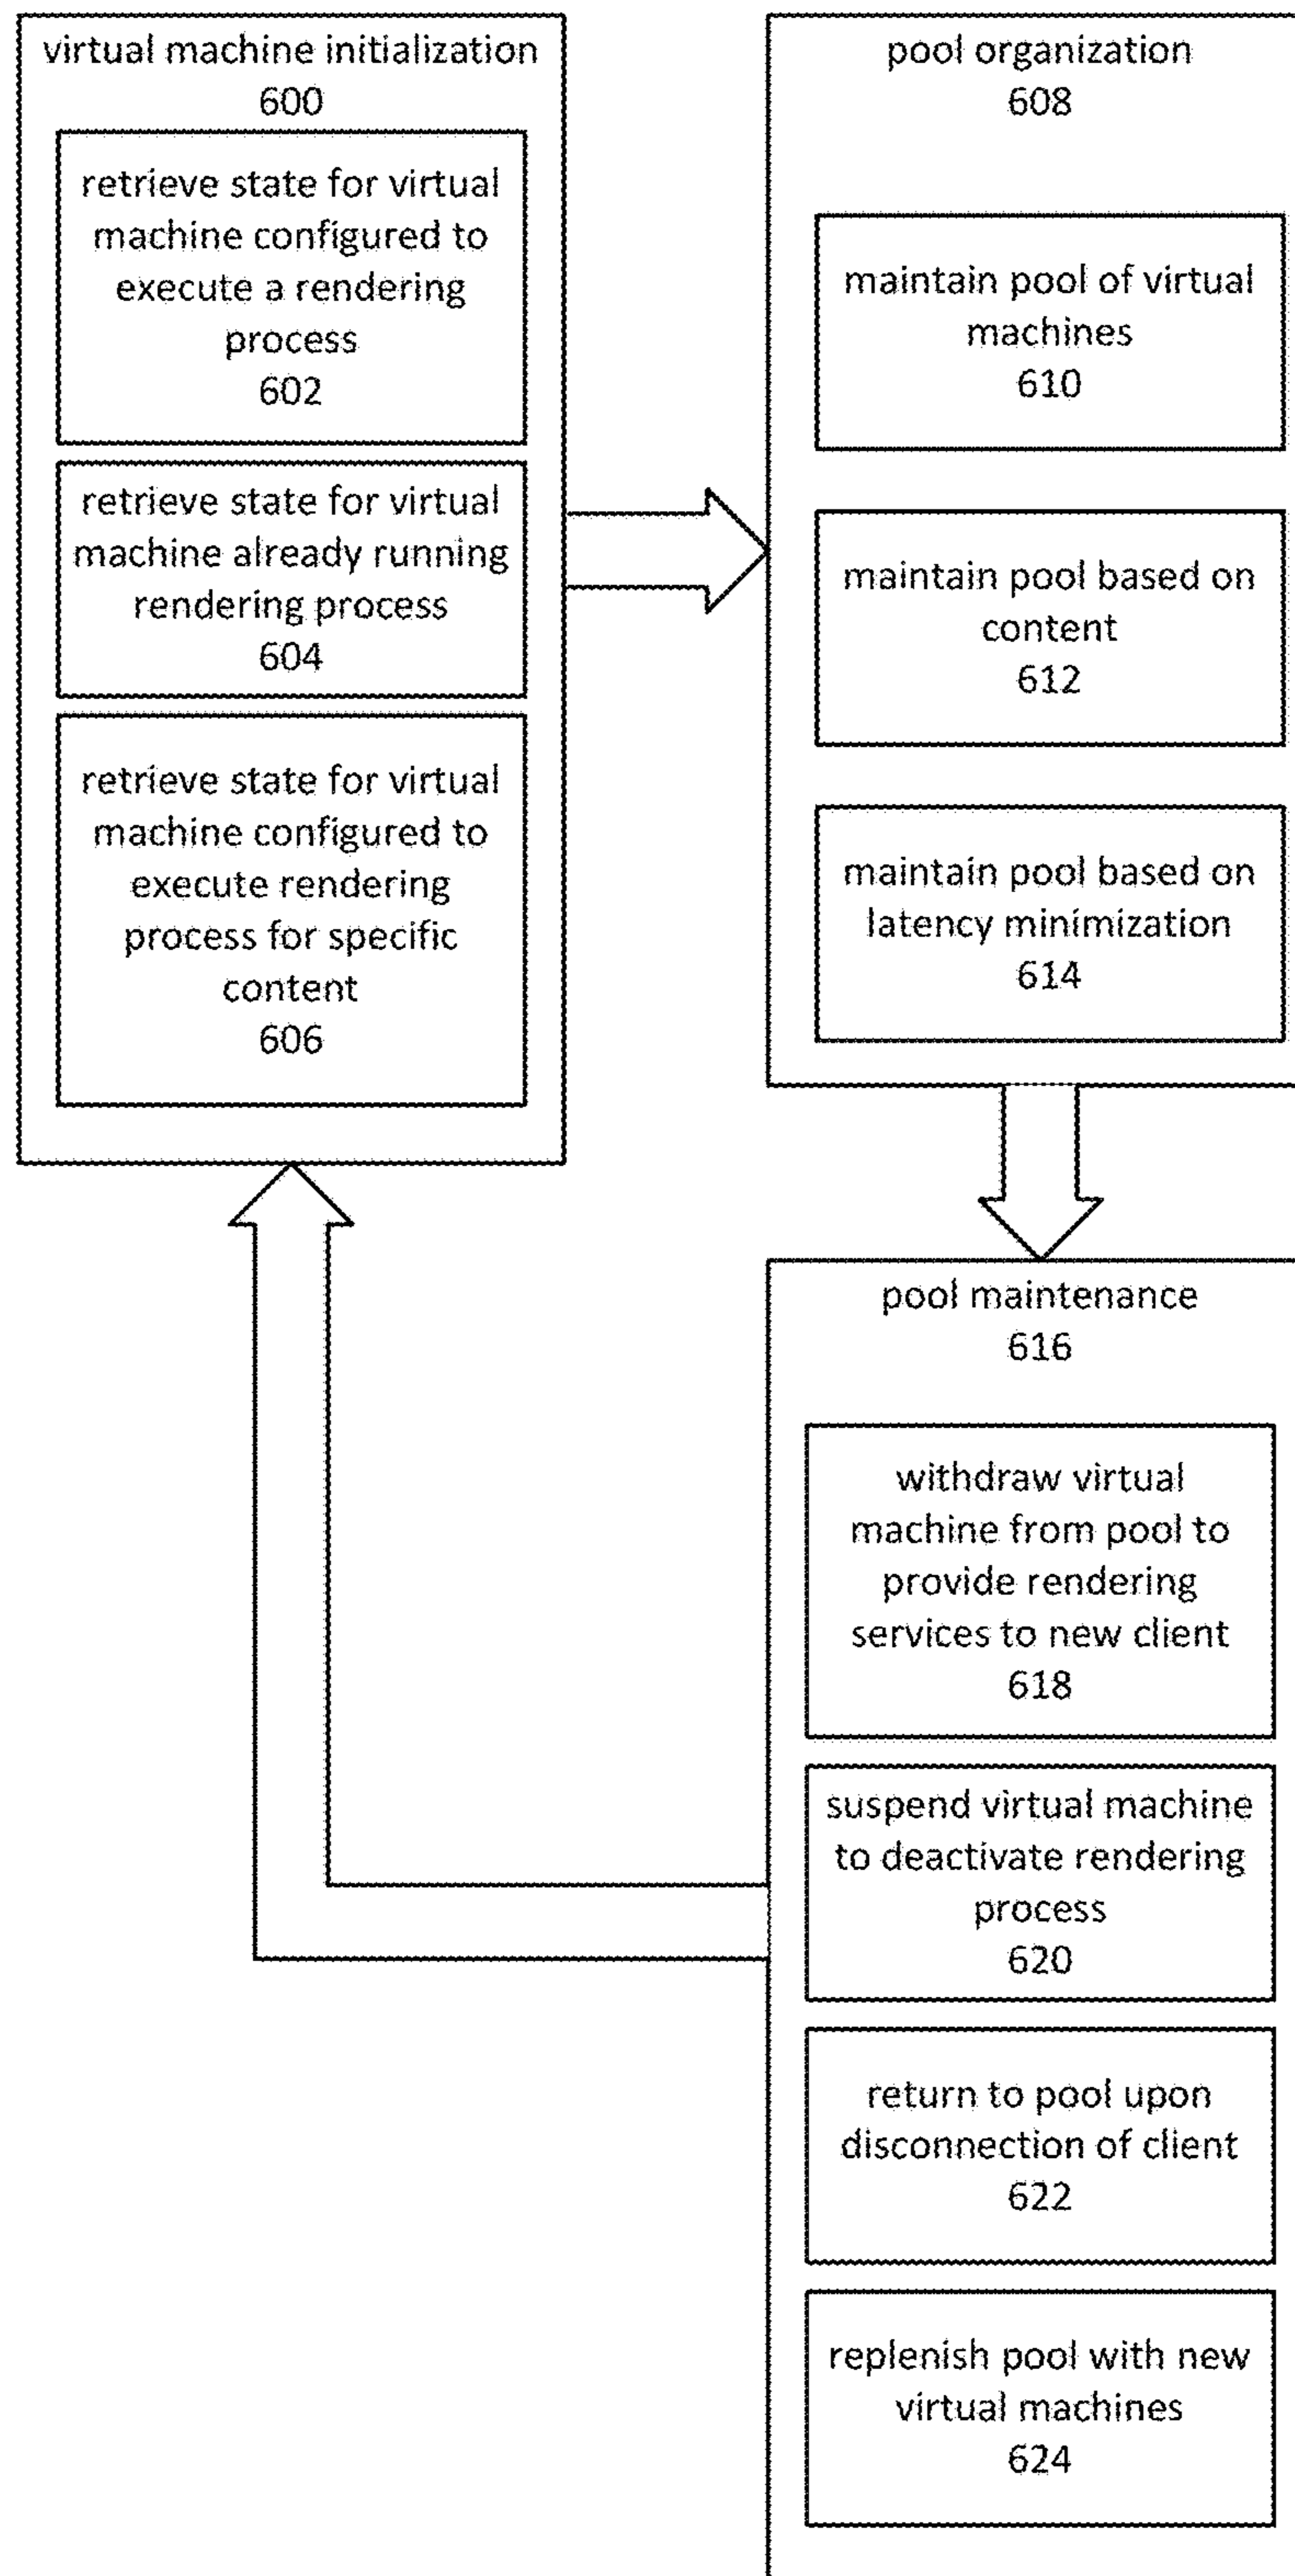 virtual machine initialization
600
retrieve state for virtual
machine configured to
execute a rendering
process
602
retrieve state for virtual
machine already running
rendering process
604
retrieve state for virtual
machine configured to
execute rendering
process for specific
content
606
pool organization
608
maintain pool of virtual
machines
610
maintain pool based on
content
612
maintain pool based on
latency minimization
614
pool maintenance
616
withdraw virtual
machine from pool to
provide rendering
services to new client
618
suspend virtual machine
to deactivate rendering
process
620
return to pool upon
disconnection of client
622
replenish pool with new
virtual machines
624